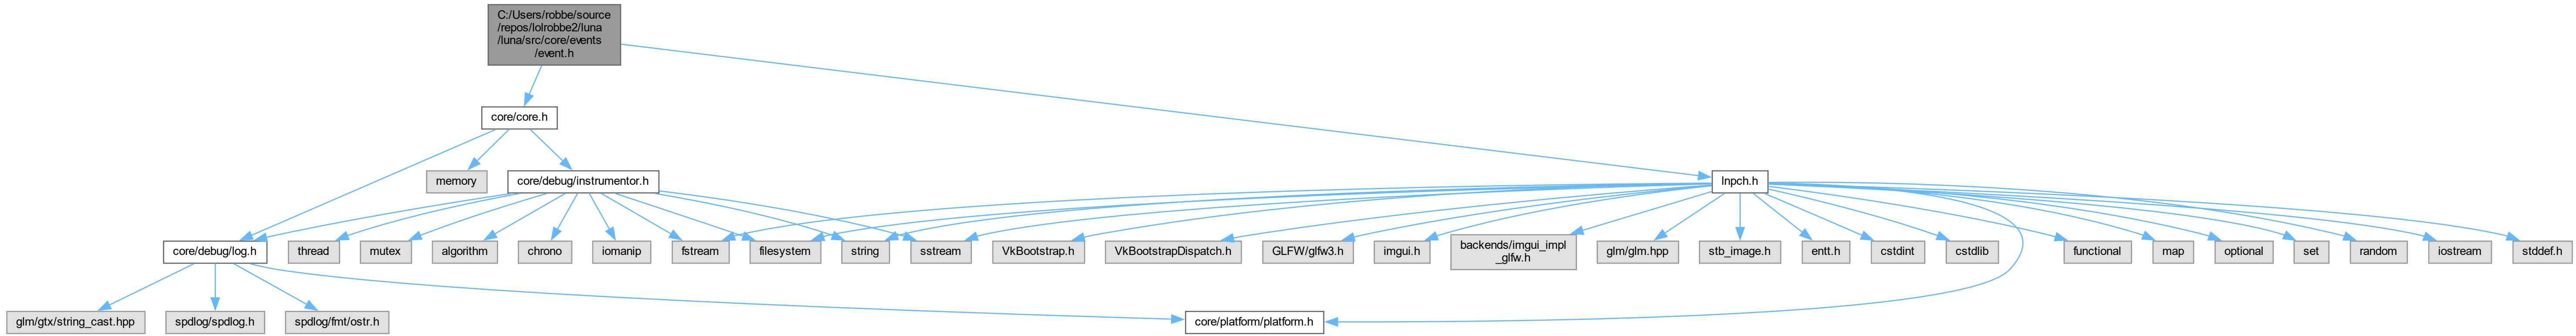 C:/Users/robbe/source
/repos/lolrobbe2/luna
/luna/src/core/events
/event.h
core/core.h
memory
core/debug/instrumentor.h
lnpch.h
core/debug/log.h
thread
mutex
algorithm
chrono
iomanip
fstream
filesystem
string
sstream
VkBootstrap.h
VkBootstrapDispatch.h
GLFW/glfw3.h
imgui.h
backends/imgui_impl
_glfw.h
glm/glm.hpp
stb_image.h
entt.h
cstdint
cstdlib
functional
map
optional
set
random
iostream
stddef.h
glm/gtx/string_cast.hpp
spdlog/spdlog.h
spdlog/fmt/ostr.h
core/platform/platform.h